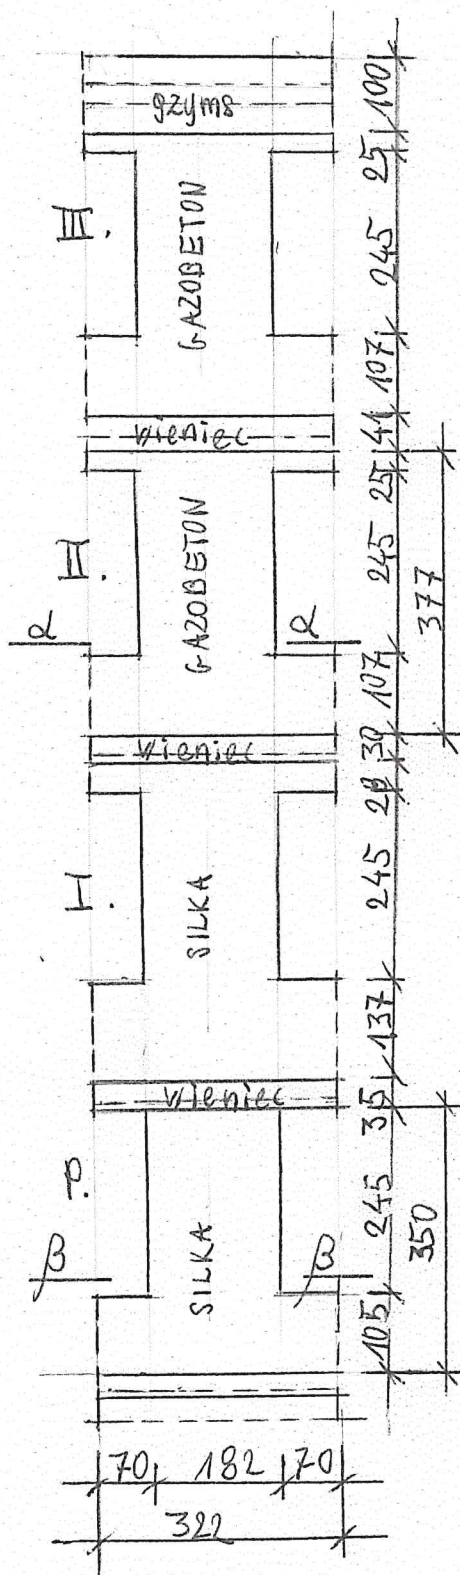 gzyms
100
25
III.
GAZOBETON
245
107
wieniec
41
25
II.
GAZOBETON
245
377
α
α
107
wieniec
30
28
I.
SILKA
245
137
wieniec
35
P.
245
350
β
β
SILKA
105
70 182 70
322